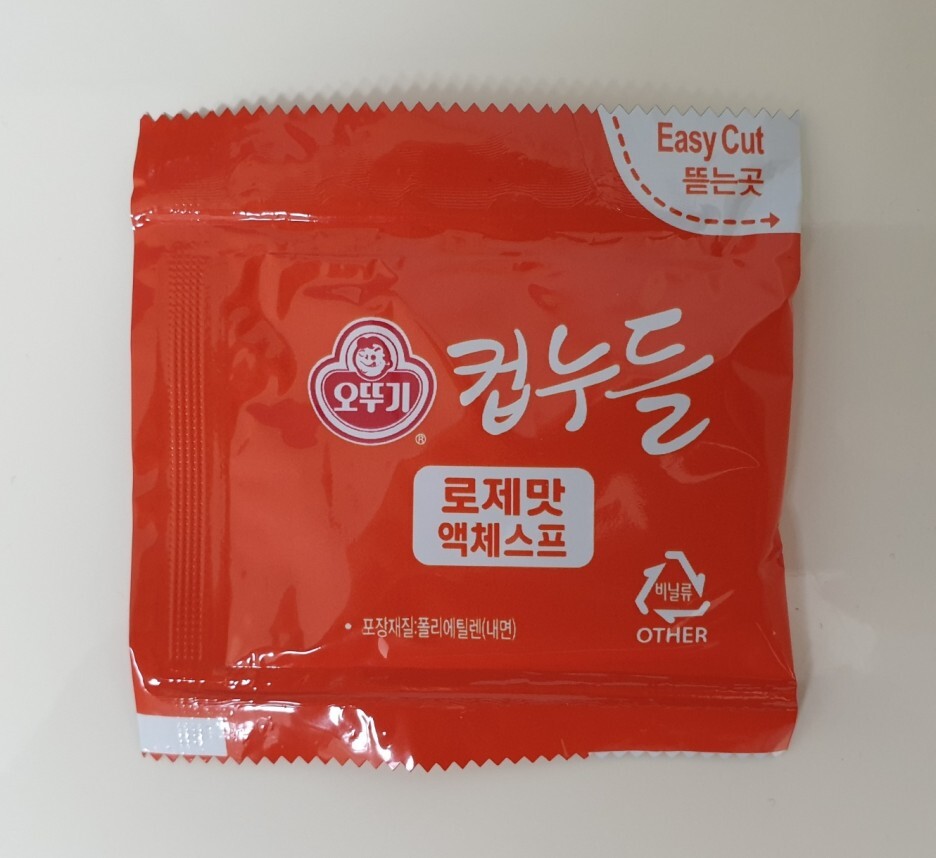 Easy Cut
뜯는곳
오뚜기
®
컵누들
로제맛
액체스프
비닐류
OTHER
• 포장재질:폴리에틸렌(내면)